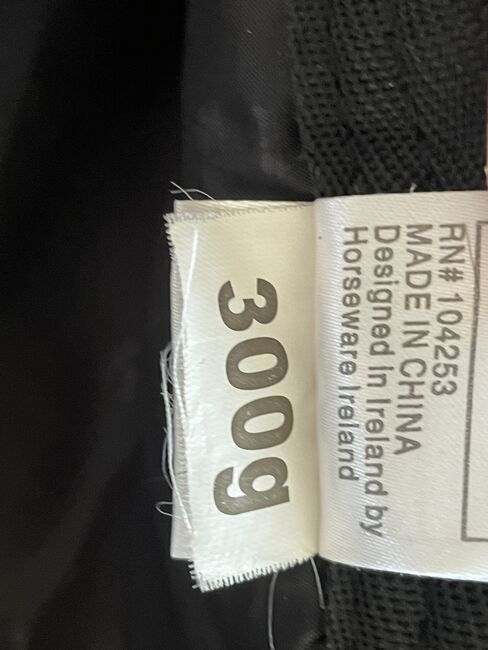 RN# 104253
MADE IN CHINA
Designed In Ireland by
Horseware Ireland
300g